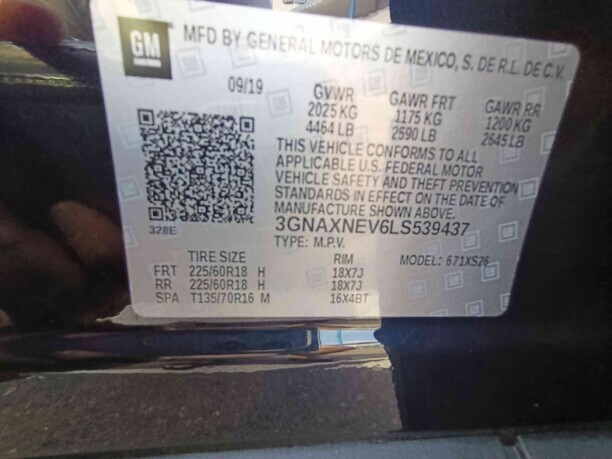 GM
MFD BY GENERAL MOTORS DE MEXICO, S. DE R.L. DE C.V.
09/19
GVWR GAWR FRT GAWR RR
2025 KG 1175 KG 1200 KG
4464 LB 2590 LB 2645 LB
THIS VEHICLE CONFORMS TO ALL
APPLICABLE U.S. FEDERAL MOTOR
VEHICLE SAFETY AND THEFT PREVENTION
STANDARDS IN EFFECT ON THE DATE OF
MANUFACTURE SHOWN ABOVE.
328E
3GNAXNEV6LS539437
TYPE: M.P.V.
MODEL: 671XS26
TIRE SIZE RIM
FRT 225/60R18 H 18X7J
RR 225/60R18 H 18X7J
SPA T135/70R16 M 16X4BT